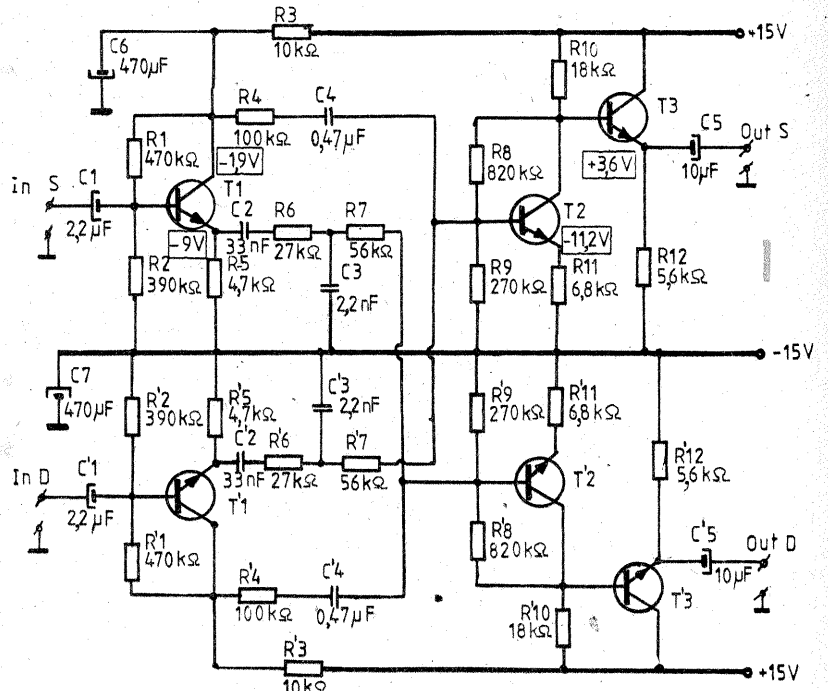 R3
10kΩ
+15V
C6
470µF
R10
18kΩ
R4
100kΩ
C4
0,47µF
T3
C5
10µF
Out S
R1
470kΩ
-1,9V
R8
820kΩ
+3,6V
in S
C1
2,2µF
T1
C2
33nF
R6
27kΩ
R7
56kΩ
T2
-11,2V
-9V
R2
390kΩ
R5
4,7kΩ
C3
2,2nF
R9
270kΩ
R11
6,8kΩ
R12
5,6kΩ
-15V
C7
470µF
R'2
390kΩ
R'5
4,7kΩ
C'3
2,2nF
R'9
270kΩ
R'11
6,8kΩ
C'2
33nF
R'6
27kΩ
R'7
56kΩ
R'12
5,6kΩ
In D
C'1
2,2µF
T'1
T'2
R'1
470kΩ
R'8
820kΩ
C'5
10µF
Out D
R'4
100kΩ
C'4
0,47µF
R'10
18kΩ
T'3
R'3
10kΩ
+15V